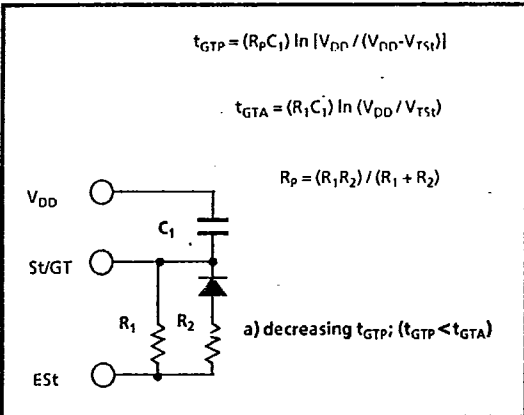 tGTP = (RPC1) ln [VDD / (VDD-VTSt)]
tGTA = (R1C1) ln (VDD / VTSt)
RP = (R1R2) / (R1 + R2)
VDD
C1
St/GT
R1
R2
a) decreasing tGTP; (tGTP < tGTA)
ESt